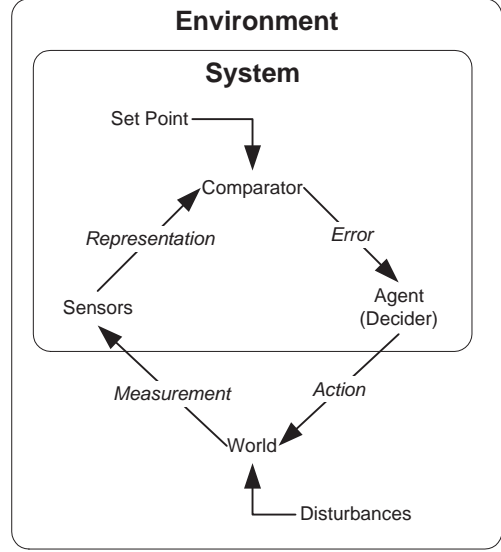 Environment
System
Set Point
Comparator
Representation
Error
Sensors
Agent
(Decider)
Measurement
Action
World
Disturbances